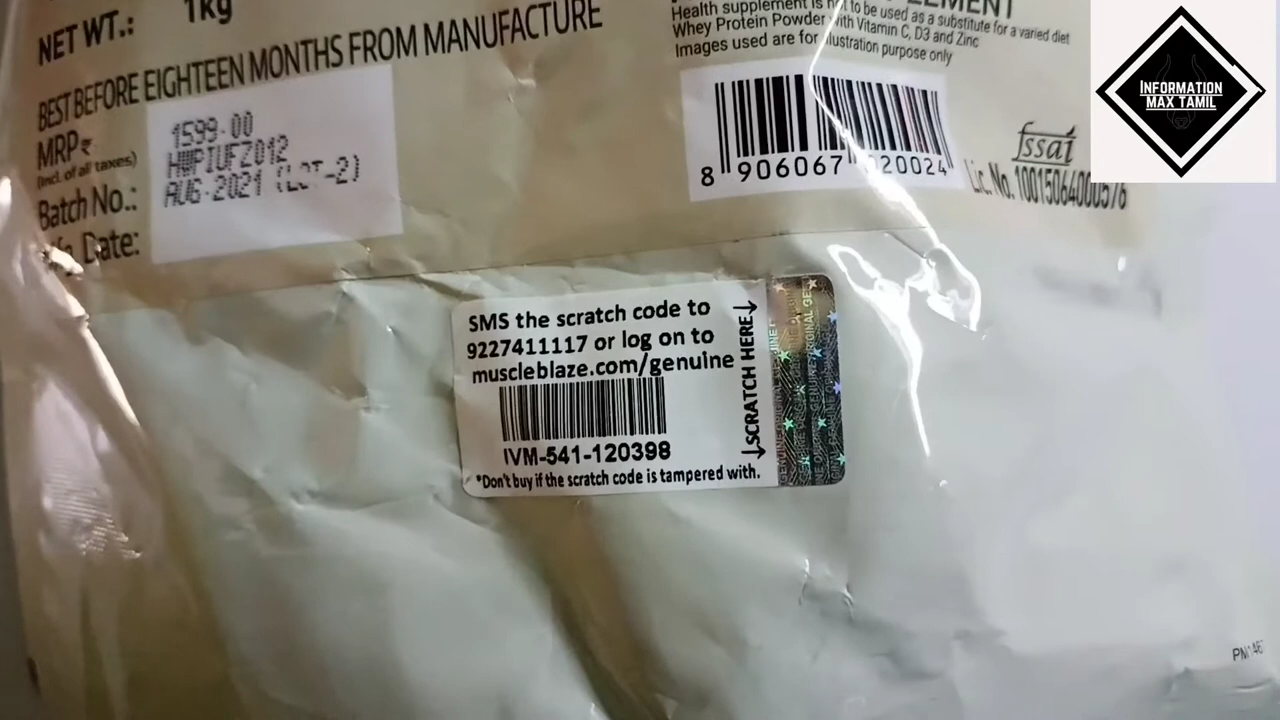 NET WT.: 1kg
BEST BEFORE EIGHTEEN MONTHS FROM MANUFACTURE
MRP₹ 1599.00
(incl. of all taxes)
Batch No.: HWPIUFZ012
Date: AUG-2021
Health supplement is not to be used as a substitute for a varied diet
Whey Protein Powder with Vitamin C, D3 and Zinc
Images used are for illustration purpose only
8 906067 20024
fssai
Lic. No. 10015064000576
INFORMATION
MAX TAMIL
SMS the scratch code to
9227411117 or log on to
muscleblaze.com/genuine
IVM-541-120398
*Don't buy if the scratch code is tampered with.
SCRATCH HERE